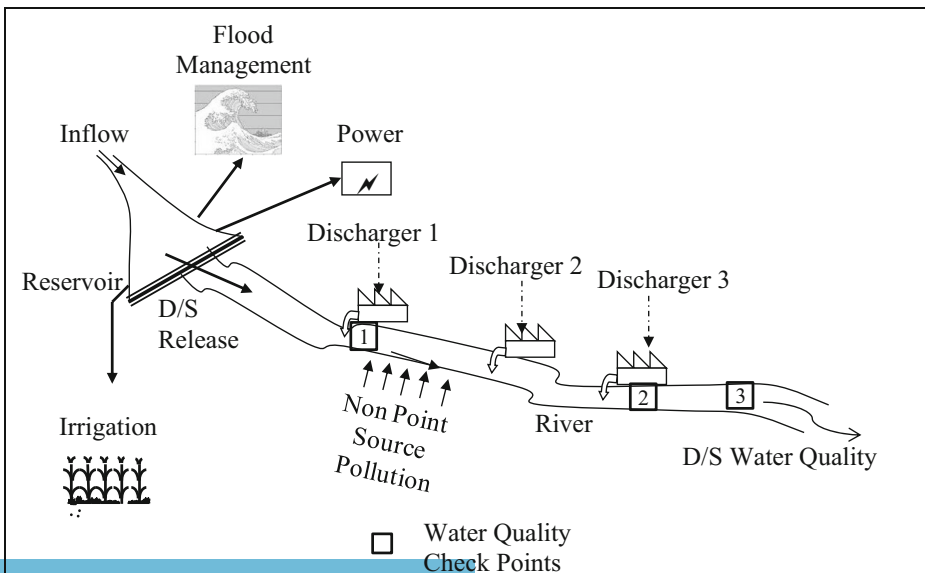 Flood
Management
Inflow
Power
Discharger 1
Discharger 2
Discharger 3
Reservoir
D/S
Release
1
2
3
Non Point
Source
Pollution
River
Irrigation
D/S Water Quality
Water Quality
Check Points